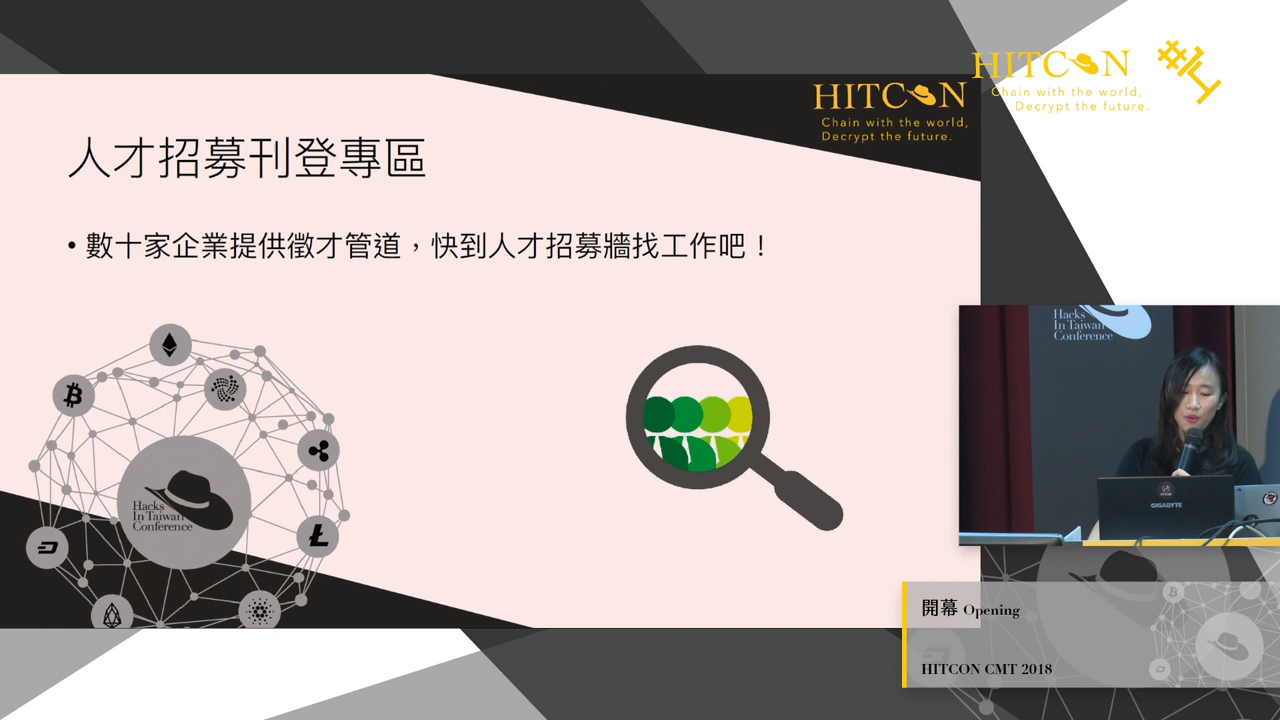 HITCON
Chain with the world,
Decrypt the future.
#14
HITCON
Chain with the world,
Decrypt the future.
人才招募刊登專區
• 數十家企業提供徵才管道，快到人才招募牆找工作吧！
Hacks
In Taiwan
Conference
Hacks
In Taiwan
Conference
GIGABYTE
開幕 Opening
HITCON CMT 2018